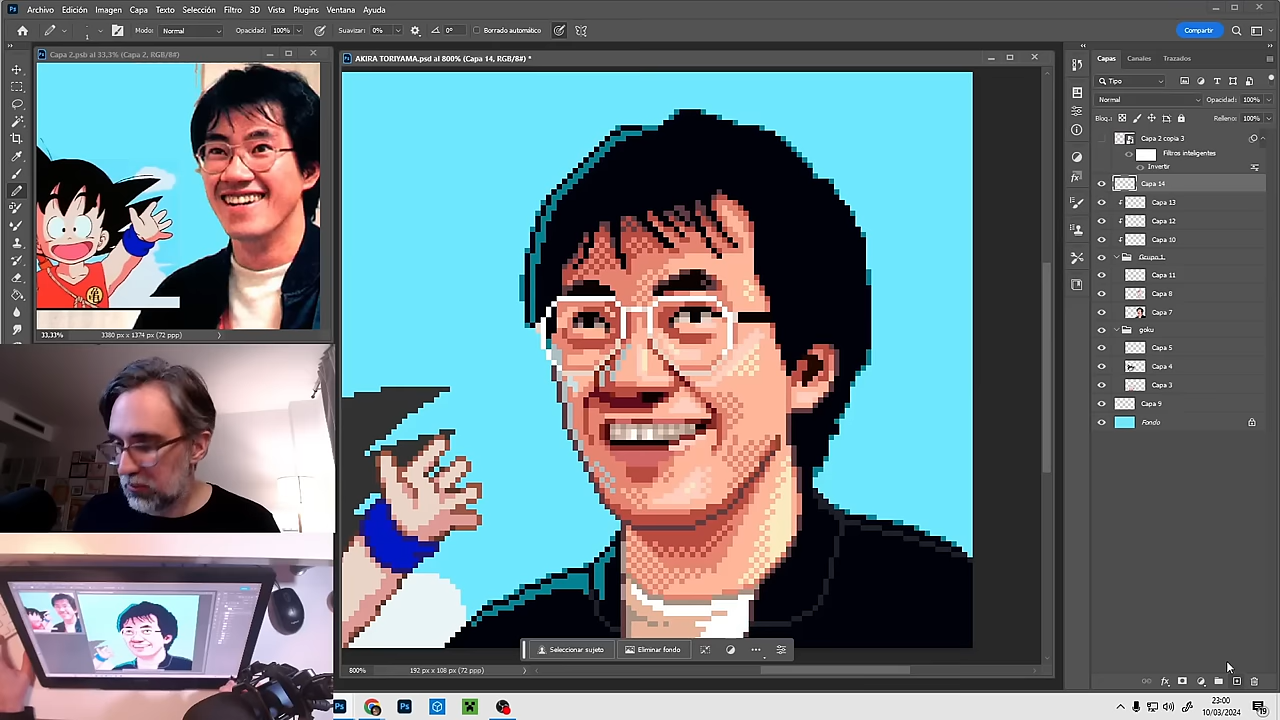 Archivo Edición Imagen Capa Texto Selección Filtro 3D Vista Plugins Ventana Ayuda
1 Modo: Normal Opacidad: 100% Suavizar: 0% 0° Borrado automático Compartir
Capa 2.psb al 33,3% (Capa 2, RGB/8#)
AKIRA TORIYAMA.psd al 800% (Capa 14, RGB/8#) *
Capas Canales Trazados
Tipo
Normal Opacidad: 100%
Bloq.: Relleno: 100%
Capa 2 copia 3
Filtros inteligentes
Invertir
Capa 14
Capa 13
Capa 12
Capa 10
Grupo 1
Capa 11
Capa 8
Capa 7
goku
Capa 5
Capa 4
Capa 3
Capa 9
Fondo
33,33% 3380 px x 1374 px (72 ppp)
Seleccionar sujeto Eliminar fondo
800% 192 px x 108 px (72 ppp)
fx
23:00
10/03/2024